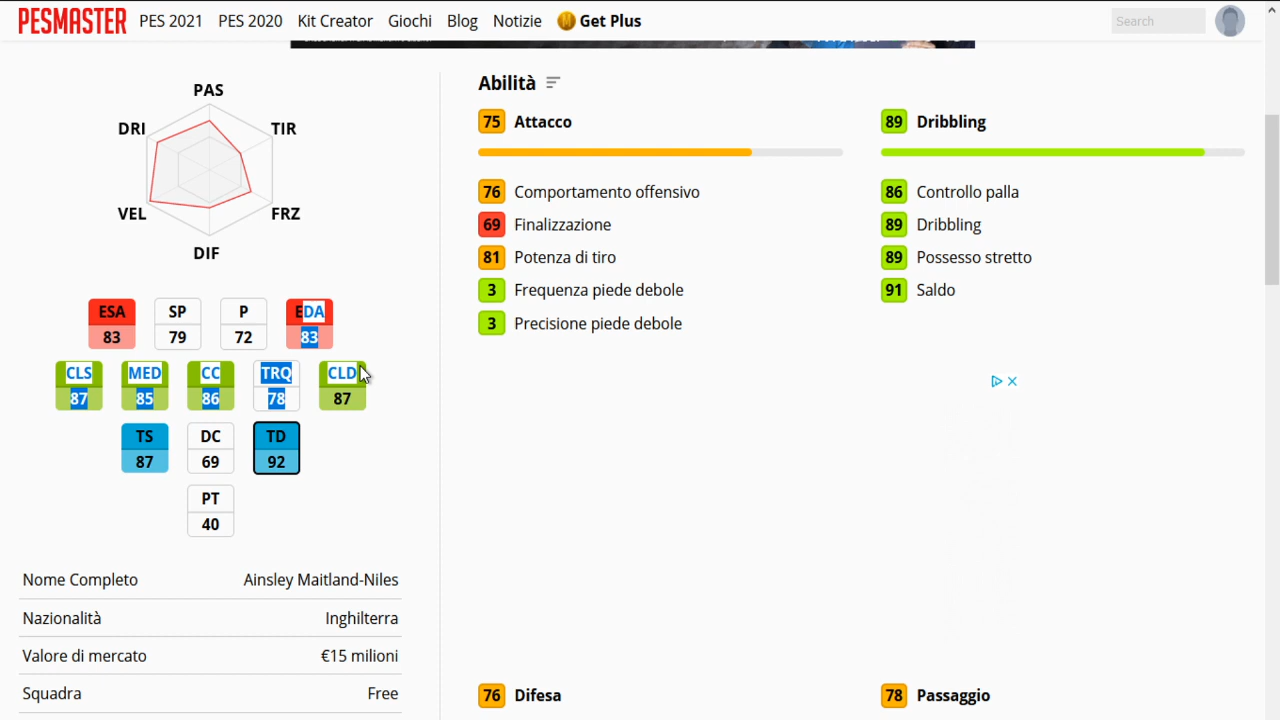 PESMASTER PES 2021 PES 2020 Kit Creator Giochi Blog Notizie Get Plus Search
PAS
DRI TIR
VEL FRZ
DIF
ESA SP P EDA
83 79 72 83
CLS MED CC TRQ CLD
87 85 86 78 87
TS DC TD
87 69 92
PT
40
Nome Completo Ainsley Maitland-Niles
Nazionalità Inghilterra
Valore di mercato €15 milioni
Squadra Free
Abilità
75 Attacco
76 Comportamento offensivo
69 Finalizzazione
81 Potenza di tiro
3 Frequenza piede debole
3 Precisione piede debole
89 Dribbling
86 Controllo palla
89 Dribbling
89 Possesso stretto
91 Saldo
76 Difesa
78 Passaggio